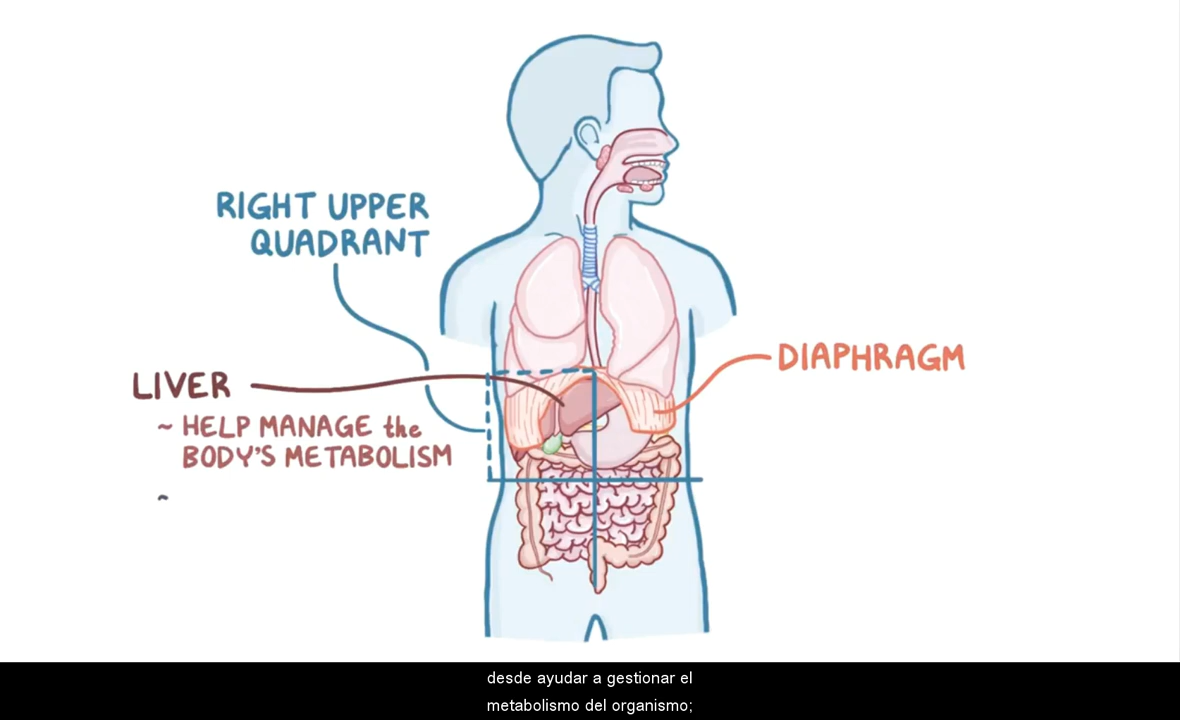 RIGHT UPPER
QUADRANT
LIVER
~ HELP MANAGE the
BODY'S METABOLISM
~
DIAPHRAGM
desde ayudar a gestionar el
metabolismo del organismo;